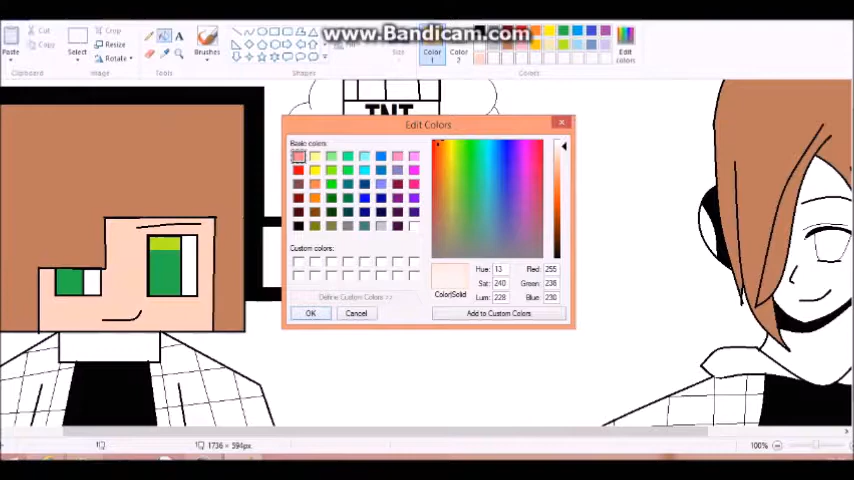 www.Bandicam.com
Cut
Copy
Paste
Clipboard
Select
Crop
Resize
Rotate
Image
A
Tools
Brushes
Shapes
Fill
Size
Color 1
Color 2
Edit colors
Colors
TNT
Edit Colors
Basic colors:
Custom colors:
Define Custom Colors >>
OK
Cancel
Color|Solid
Hue: 13
Sat: 240
Lum: 228
Red: 255
Green: 238
Blue: 230
Add to Custom Colors
1736 × 594px
100%